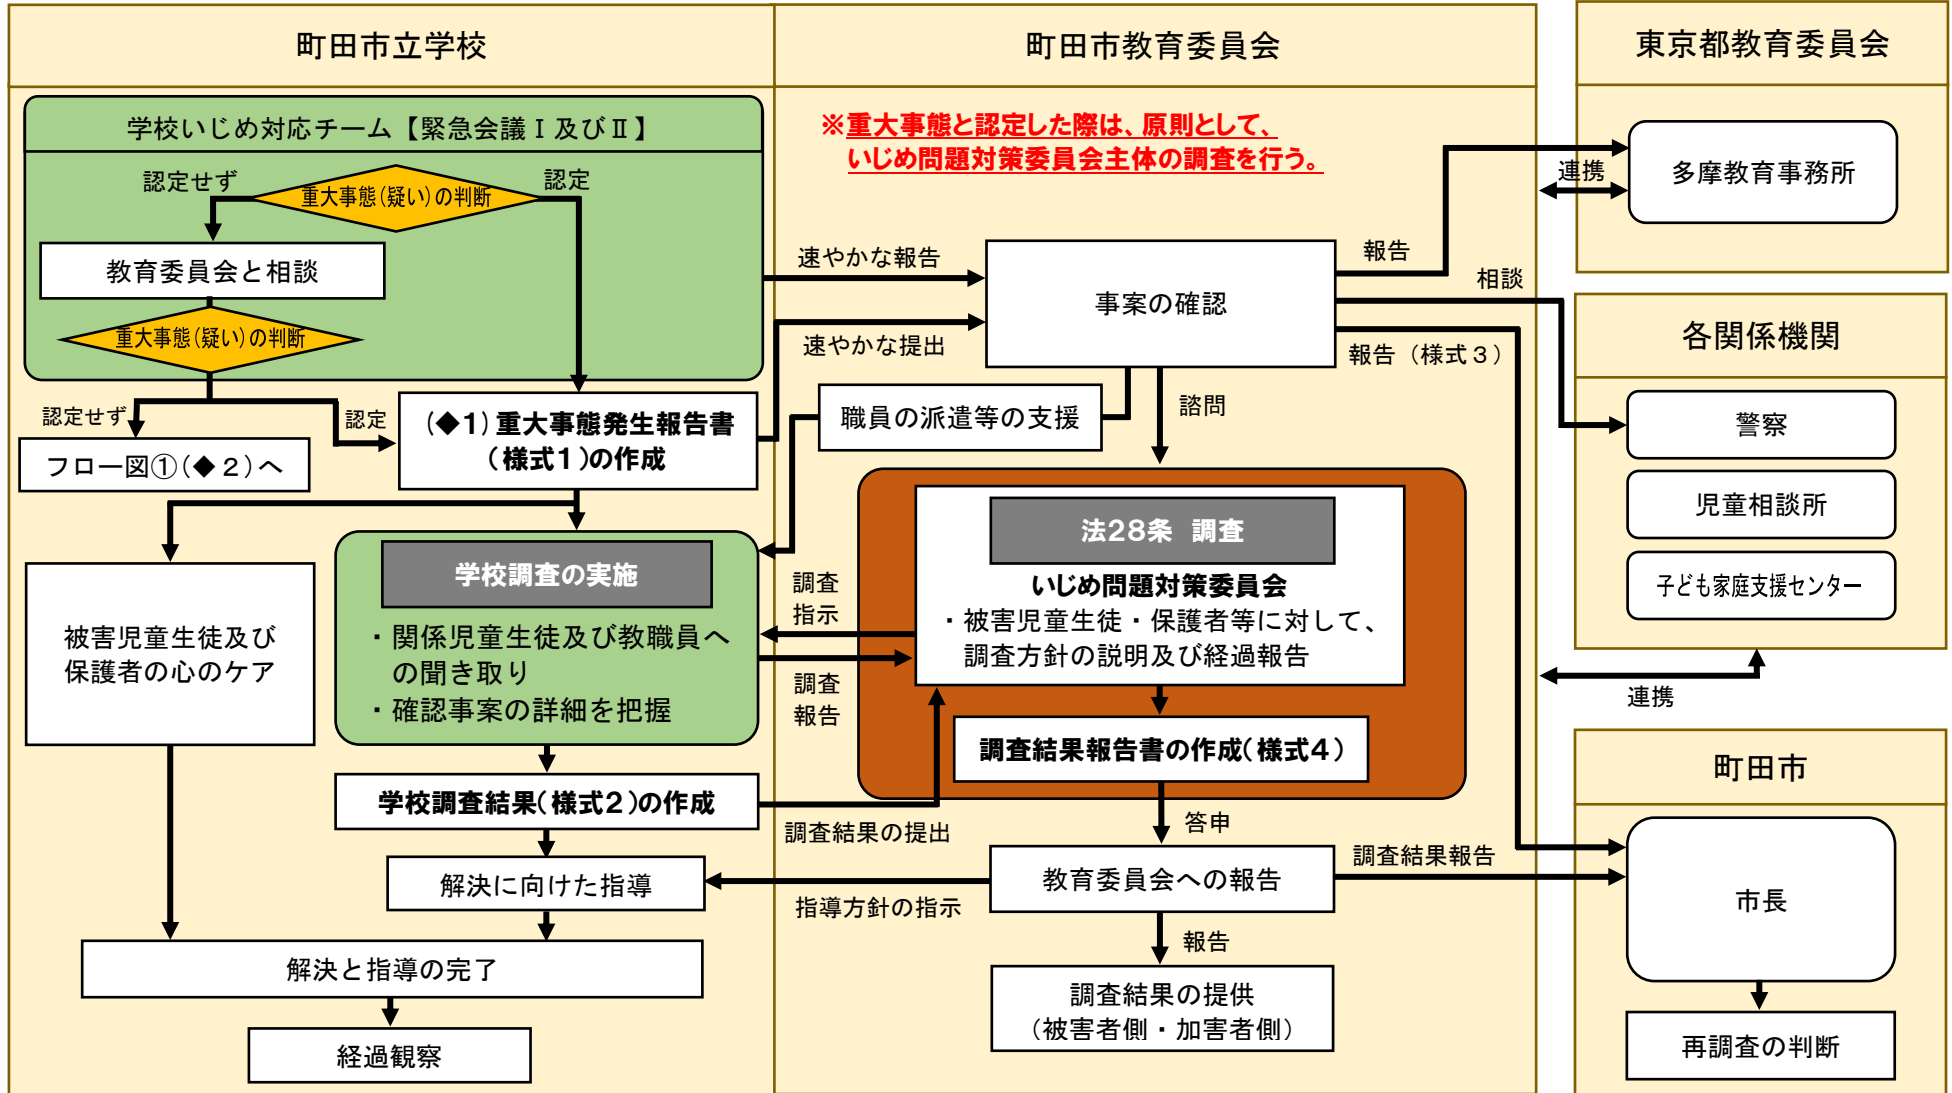 町田市立学校
町田市教育委員会
東京都教育委員会
学校いじめ対応チーム【緊急会議Ⅰ及びⅡ】
認定せず
重大事態(疑い)の判断
認定
教育委員会と相談
重大事態(疑い)の判断
認定せず
認定
フロー図①(◆２)へ
(◆1)重大事態発生報告書
(様式1)の作成
被害児童生徒及び
保護者の心のケア
学校調査の実施
・関係児童生徒及び教職員へ
の聞き取り
・確認事案の詳細を把握
学校調査結果(様式2)の作成
解決に向けた指導
解決と指導の完了
経過観察
※重大事態と認定した際は、原則として、
いじめ問題対策委員会主体の調査を行う。
速やかな報告
速やかな提出
事案の確認
職員の派遣等の支援
諮問
法28条 調査
いじめ問題対策委員会
・被害児童生徒・保護者等に対して、
調査方針の説明及び経過報告
調査
指示
調査
報告
調査結果報告書の作成(様式4)
調査結果の提出
答申
教育委員会への報告
指導方針の指示
報告
調査結果の提供
(被害者側・加害者側)
報告
相談
報告（様式３）
調査結果報告
連携
多摩教育事務所
各関係機関
警察
児童相談所
子ども家庭支援センター
連携
町田市
市長
再調査の判断